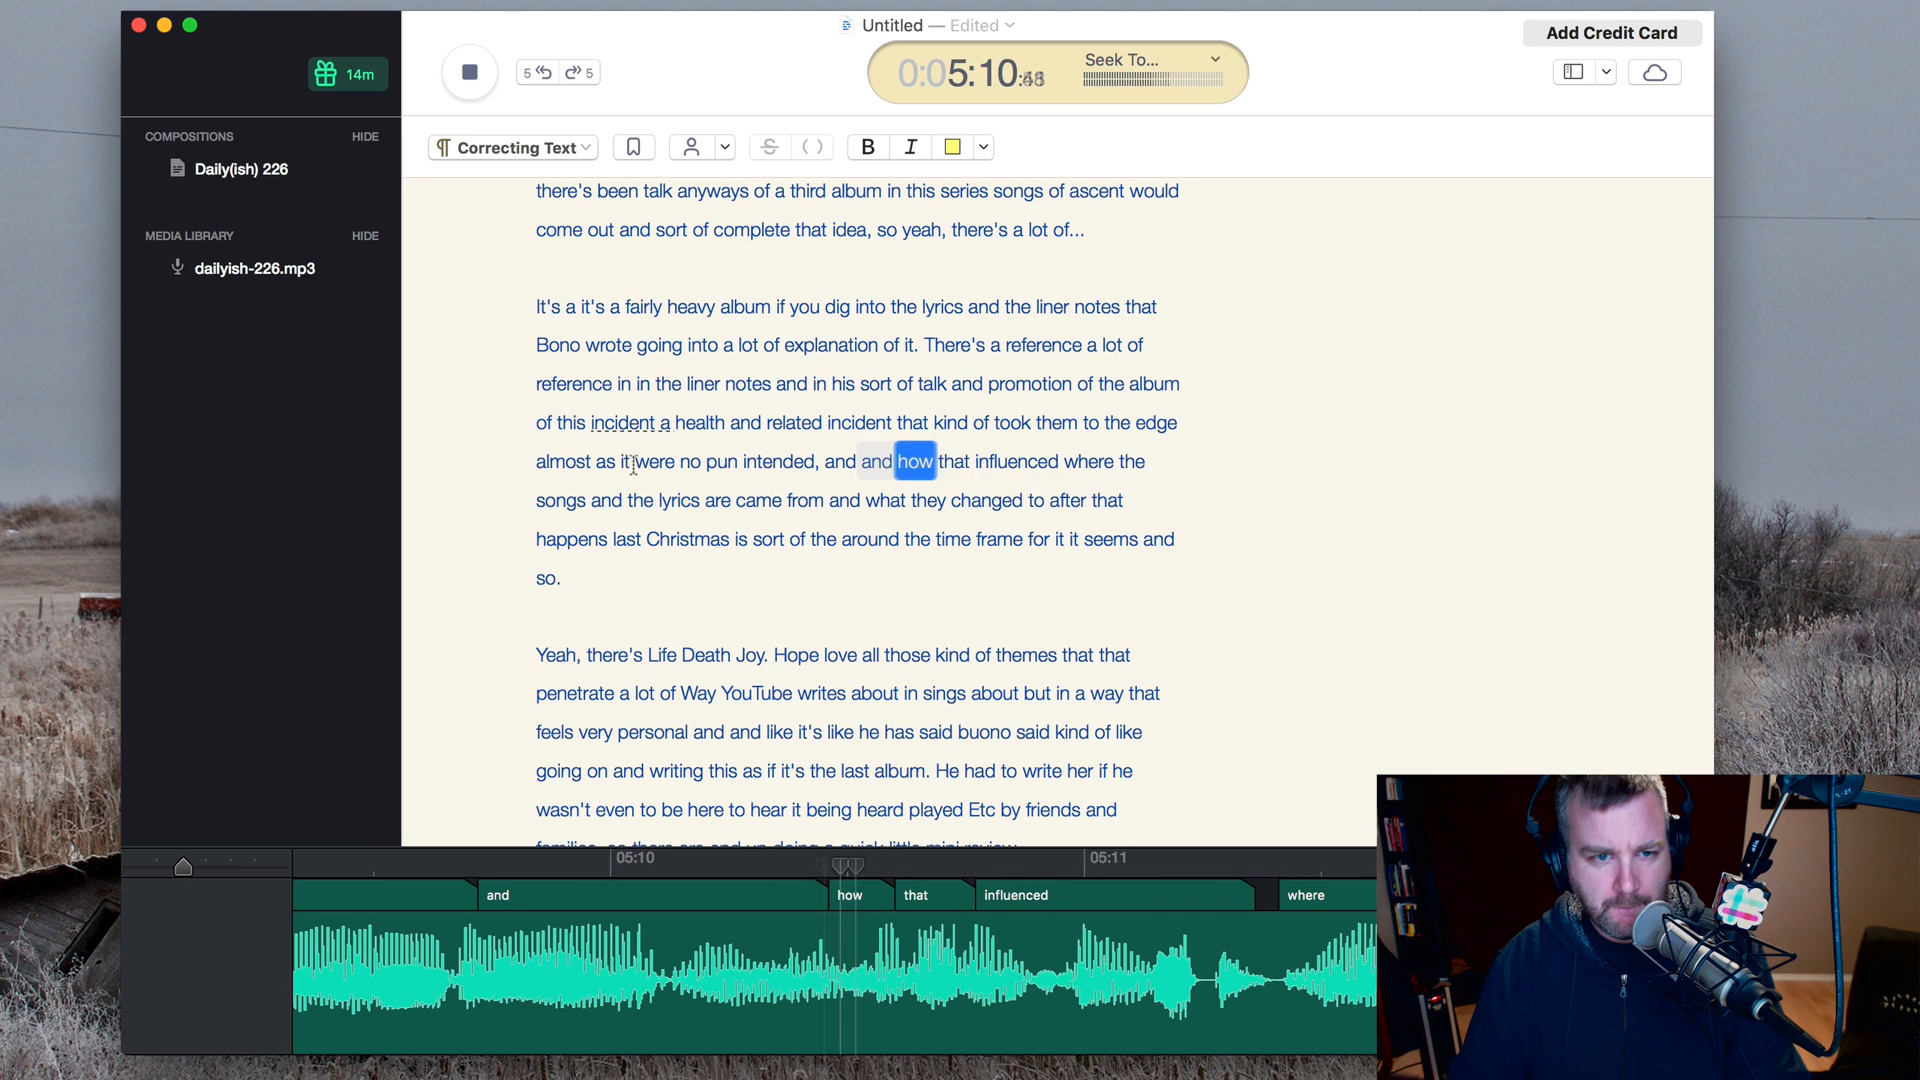 Untitled — Edited
Add Credit Card
14m
5 5
0:05:10
Seek To...
COMPOSITIONS HIDE
Daily(ish) 226
MEDIA LIBRARY HIDE
dailyish-226.mp3
¶ Correcting Text
S ( ) B I
there's been talk anyways of a third album in this series songs of ascent would
come out and sort of complete that idea, so yeah, there's a lot of...
It's a it's a fairly heavy album if you dig into the lyrics and the liner notes that
Bono wrote going into a lot of explanation of it. There's a reference a lot of
reference in in the liner notes and in his sort of talk and promotion of the album
of this incident a health and related incident that kind of took them to the edge
almost as it were no pun intended, and and how that influenced where the
songs and the lyrics are came from and what they changed to after that
happens last Christmas is sort of the around the time frame for it it seems and
so.
Yeah, there's Life Death Joy. Hope love all those kind of themes that that
penetrate a lot of Way YouTube writes about in sings about but in a way that
feels very personal and and like it's like he has said buono said kind of like
going on and writing this as if it's the last album. He had to write her if he
wasn't even to be here to hear it being heard played Etc by friends and
05:10 05:11
and how that influenced where